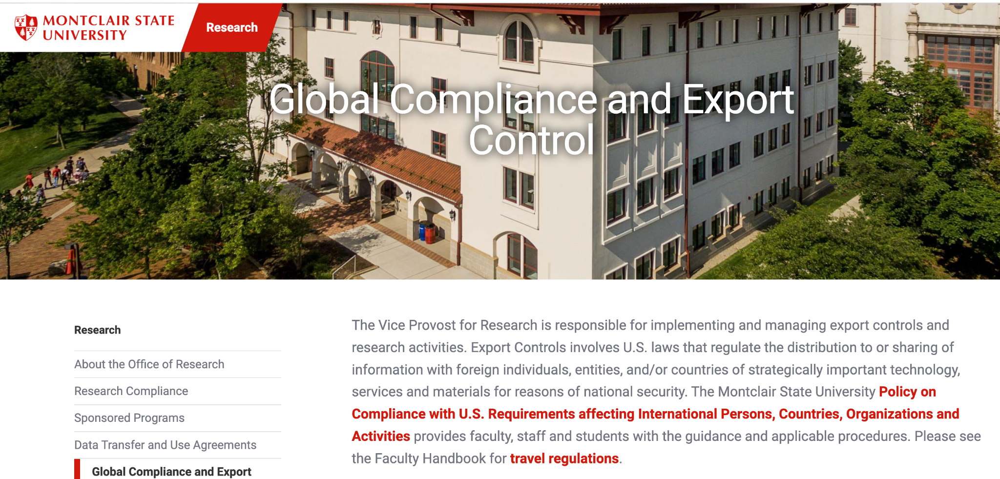 MONTCLAIR STATE
UNIVERSITY
Research
Global Compliance and Export
Control
Research
About the Office of Research
Research Compliance
Sponsored Programs
Data Transfer and Use Agreements
Global Compliance and Export
The Vice Provost for Research is responsible for implementing and managing export controls and
research activities. Export Controls involves U.S. laws that regulate the distribution to or sharing of
information with foreign individuals, entities, and/or countries of strategically important technology,
services and materials for reasons of national security. The Montclair State University Policy on
Compliance with U.S. Requirements affecting International Persons, Countries, Organizations and
Activities provides faculty, staff and students with the guidance and applicable procedures. Please see
the Faculty Handbook for travel regulations.